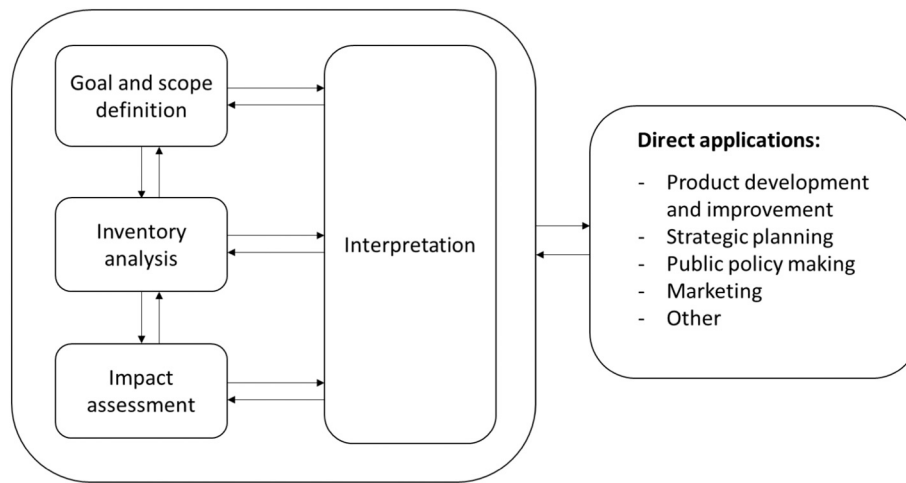 Goal and scope
definition
Inventory
analysis
Impact
assessment
Interpretation
Direct applications:
- Product development
and improvement
- Strategic planning
- Public policy making
- Marketing
- Other